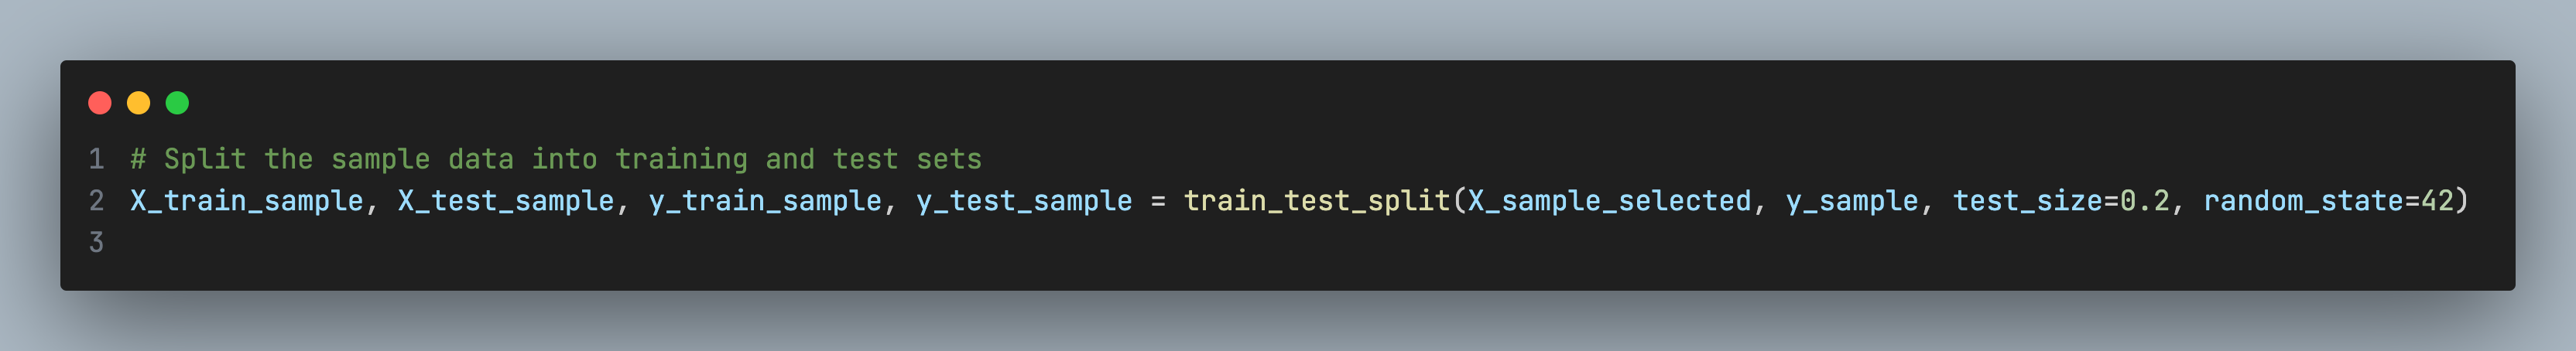 1 # Split the sample data into training and test sets
2 X_train_sample, X_test_sample, y_train_sample, y_test_sample = train_test_split(X_sample_selected, y_sample, test_size=0.2, random_state=42)
3